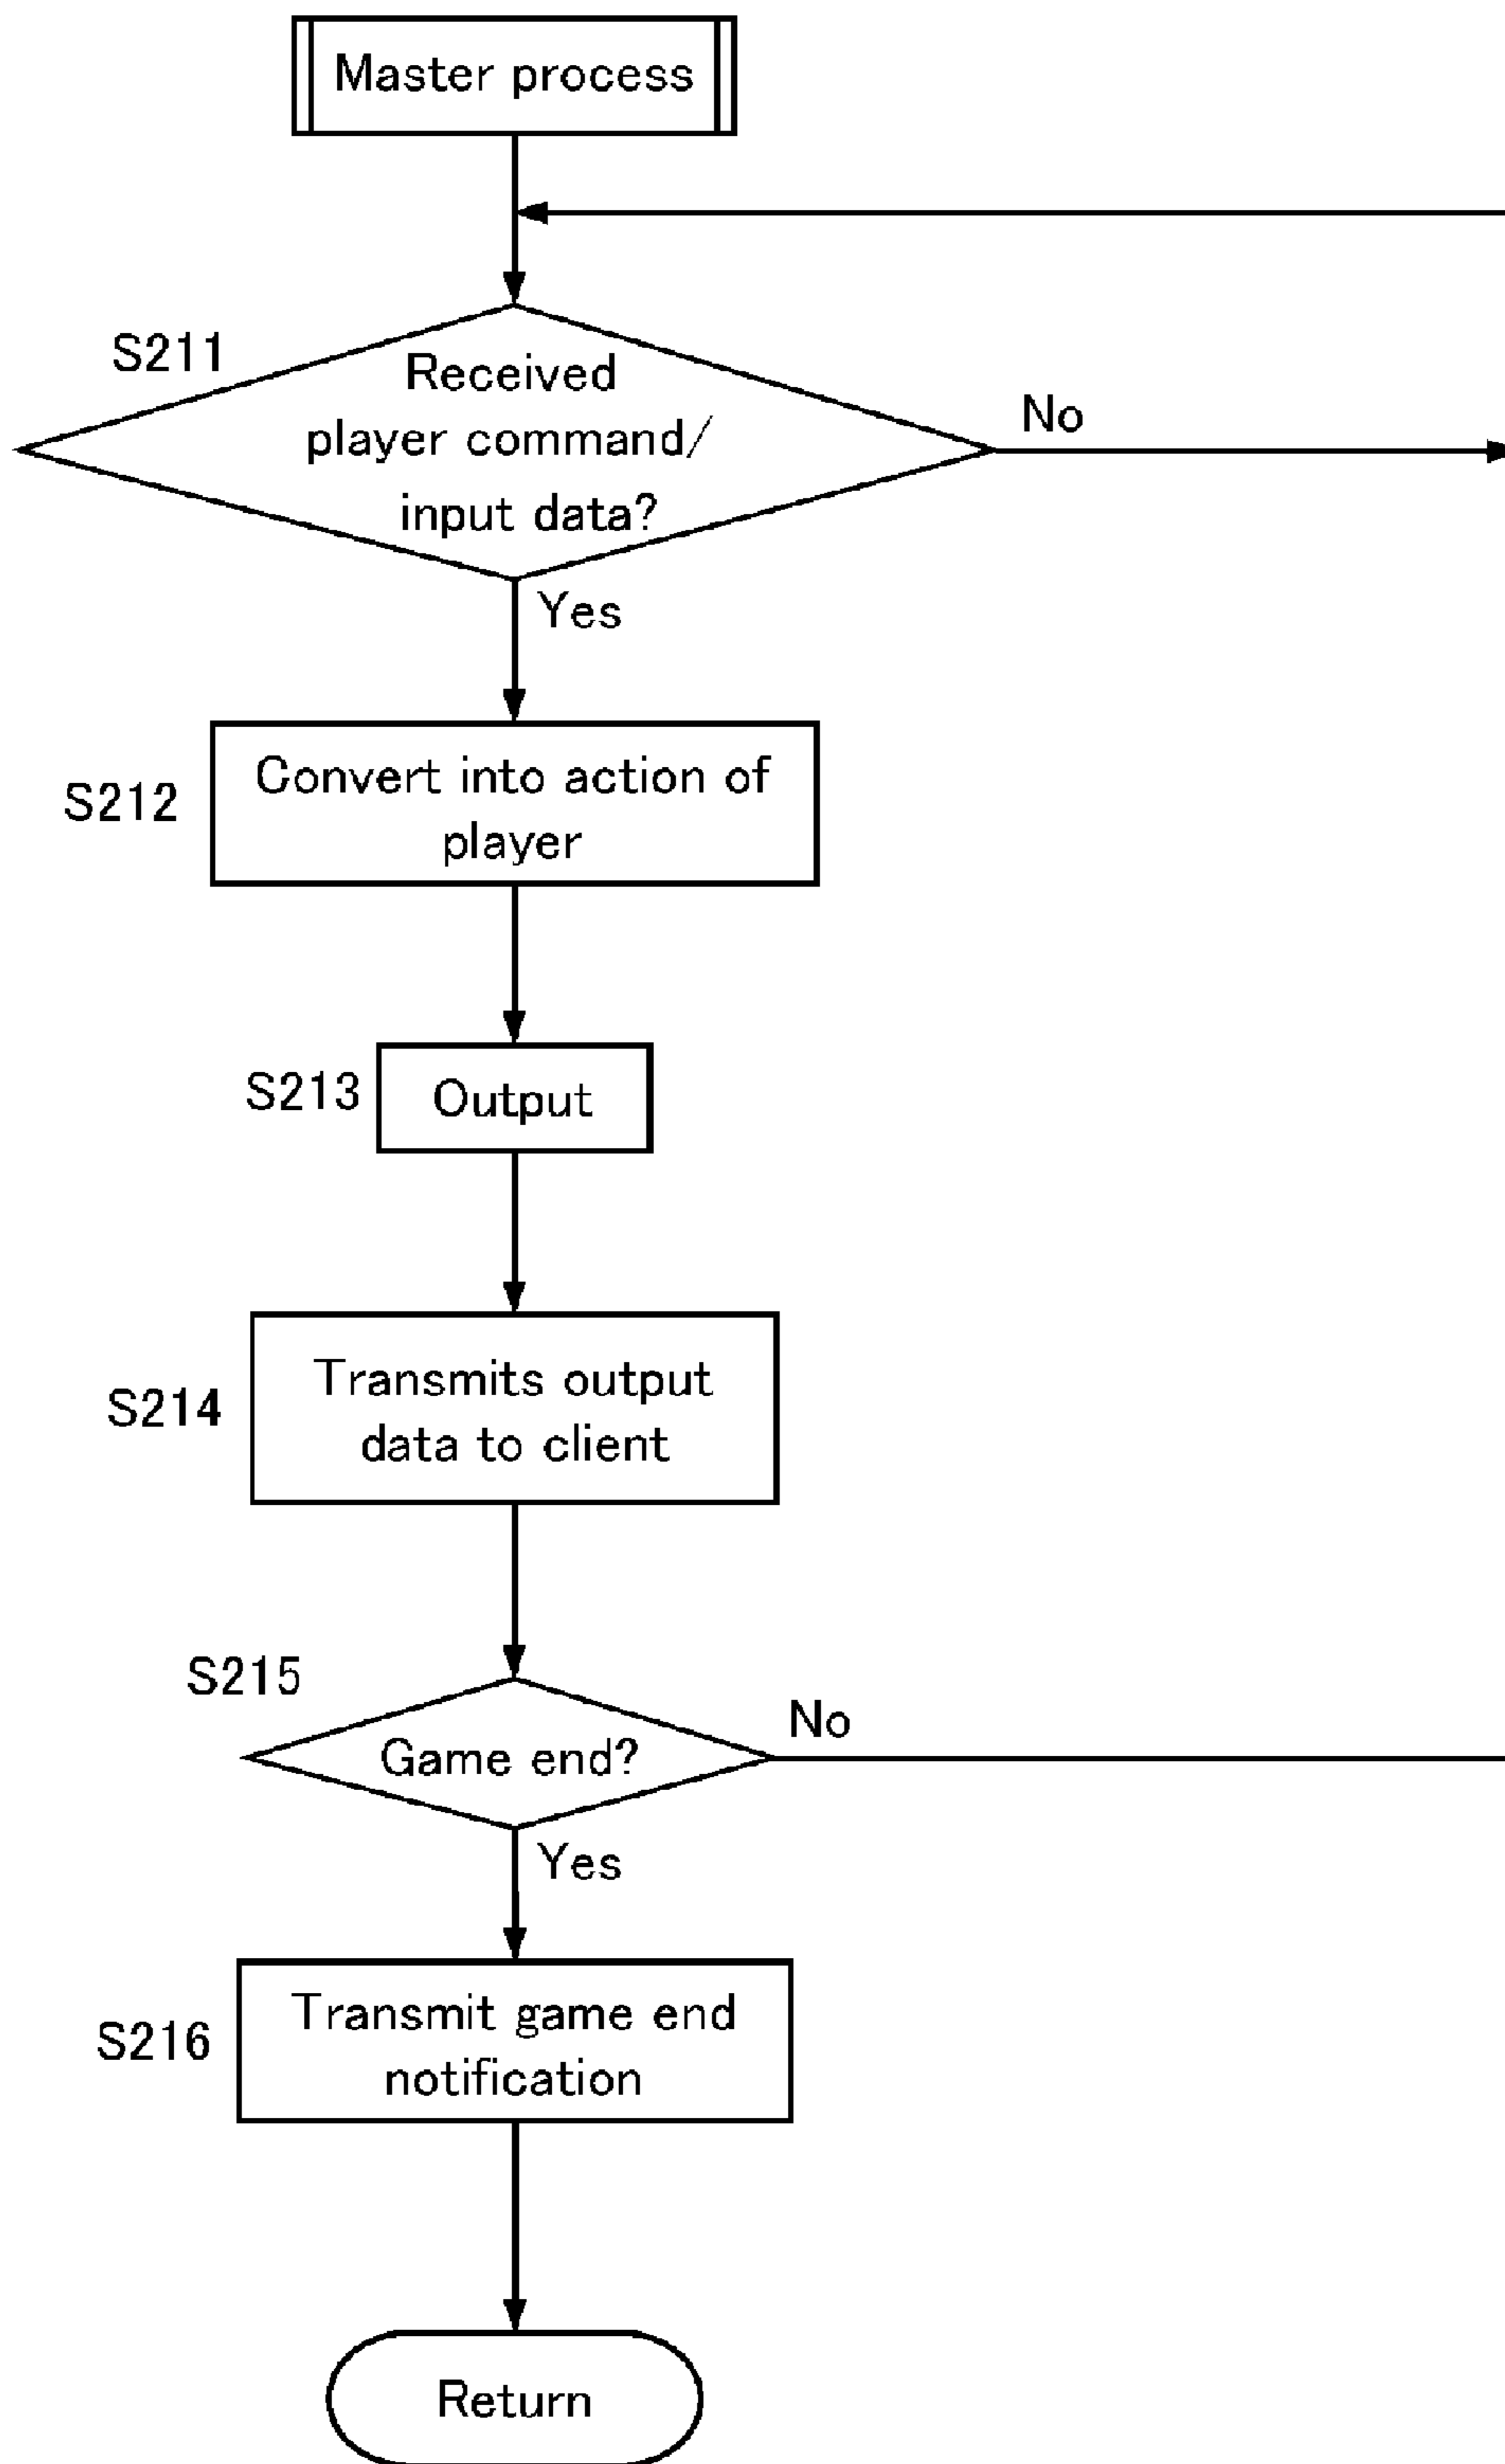 Master process
S211
Received
player command/
input data?
No
Yes
S212
Convert into action of
player
S213
Output
S214
Transmits output
data to client
S215
Game end?
No
Yes
S216
Transmit game end
notification
Return